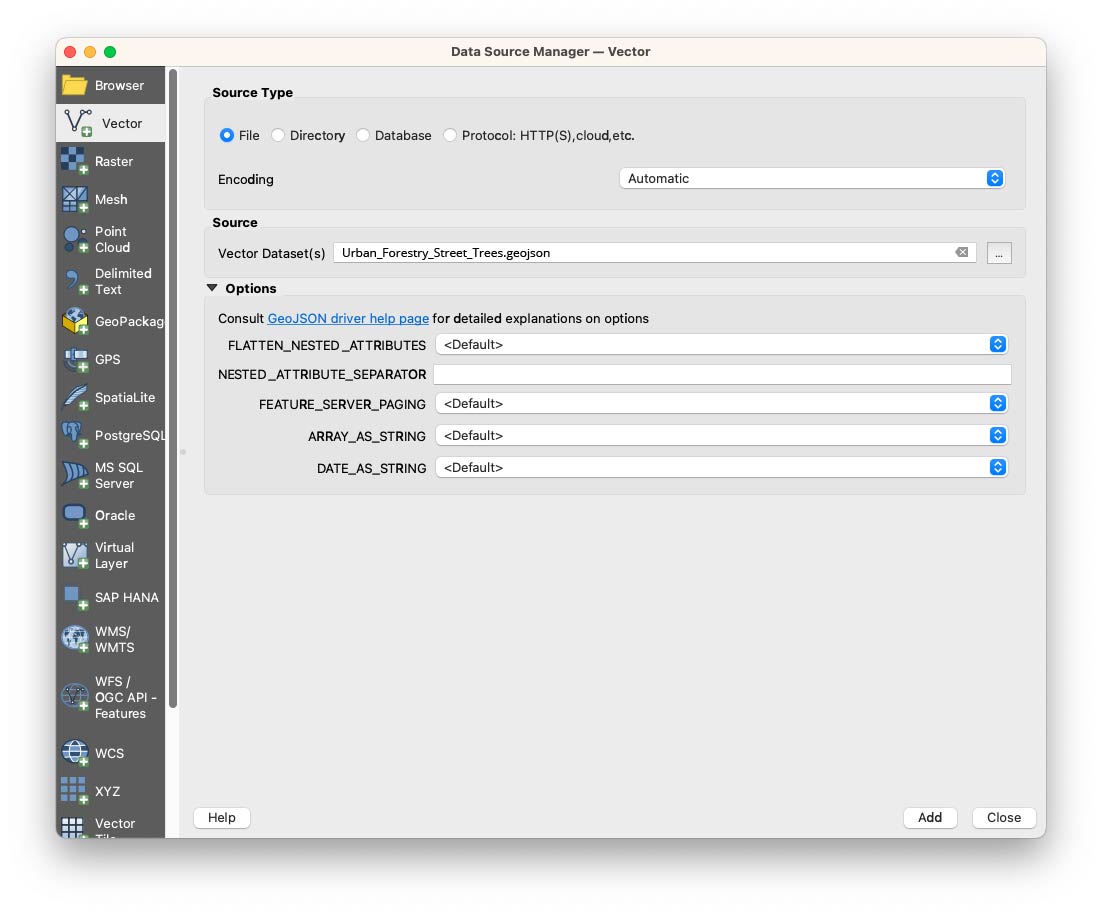 Data Source Manager — Vector
Browser
Vector
Raster
Mesh
Point
Cloud
Delimited
Text
GeoPackag
GPS
SpatiaLite
PostgreSQL
MS SQL
Server
Oracle
Virtual
Layer
SAP HANA
WMS/
WMTS
WFS /
OGC API -
Features
WCS
XYZ
Vector
Source Type
File Directory Database Protocol: HTTP(S),cloud,etc.
Encoding Automatic
Source
Vector Dataset(s) Urban_Forestry_Street_Trees.geojson ...
Options
Consult GeoJSON driver help page for detailed explanations on options
FLATTEN_NESTED_ATTRIBUTES <Default>
NESTED_ATTRIBUTE_SEPARATOR
FEATURE_SERVER_PAGING <Default>
ARRAY_AS_STRING <Default>
DATE_AS_STRING <Default>
Help Add Close